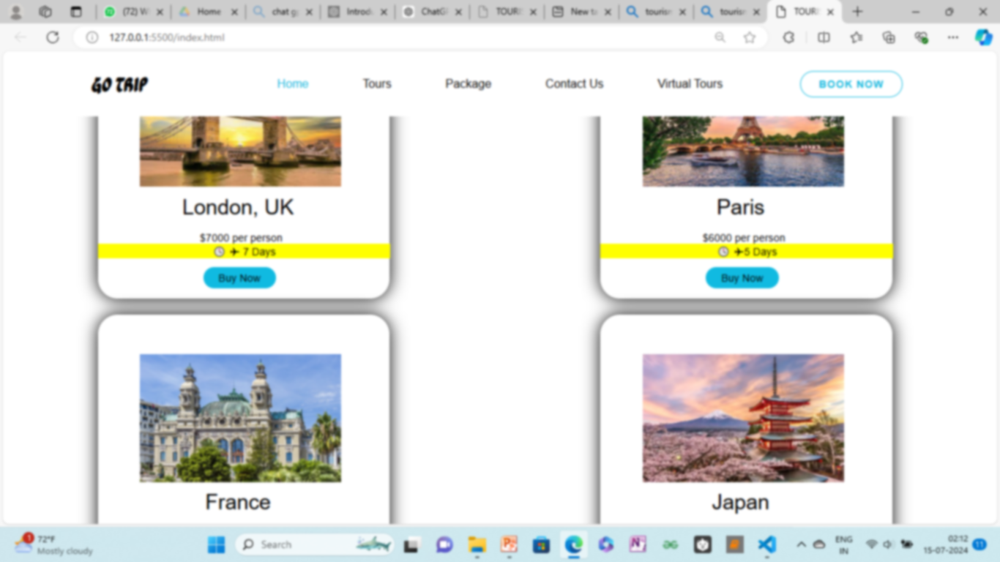 (72) W
Home
chat g
Introdu
ChatGF
TOUR
New ta
touris
touris
TOUR
127.0.0.1:5500/index.html
GO TRIP
Home
Tours
Package
Contact Us
Virtual Tours
BOOK NOW
London, UK
$7000 per person
7 Days
Buy Now
Paris
$6000 per person
5 Days
Buy Now
France
Japan
1
72°F
Mostly cloudy
Search
ENG
IN
02:12
15-07-2024
11